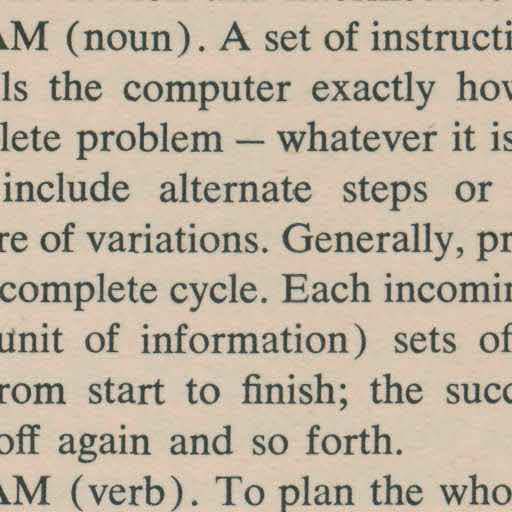 AM (noun). A set of instructi
ls the computer exactly how
lete problem – whatever it is
include alternate steps or
re of variations. Generally, pr
complete cycle. Each incomin
unit of information) sets of
rom start to finish; the succ
off again and so forth.
AM (verb). To plan the who